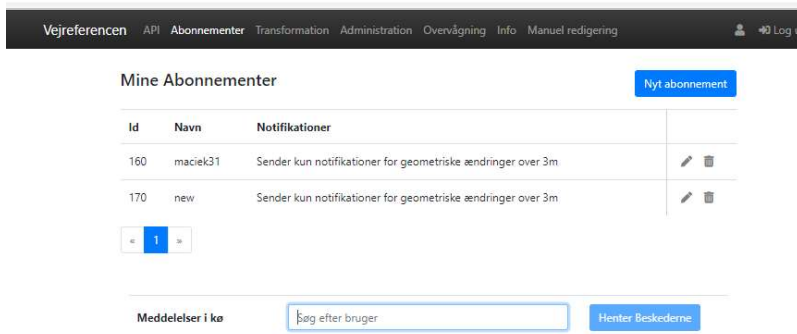 Vejreferencen API Abonnementer Transformation Administration Overvågning Info Manuel redigering Log
Mine Abonnementer Nyt abonnement
Id Navn Notifikationer
160 maciek31 Sender kun notifikationer for geometriske ændringer over 3m
170 new Sender kun notifikationer for geometriske ændringer over 3m
« 1 »
Meddelelser i kø Søg efter bruger Henter Beskederne